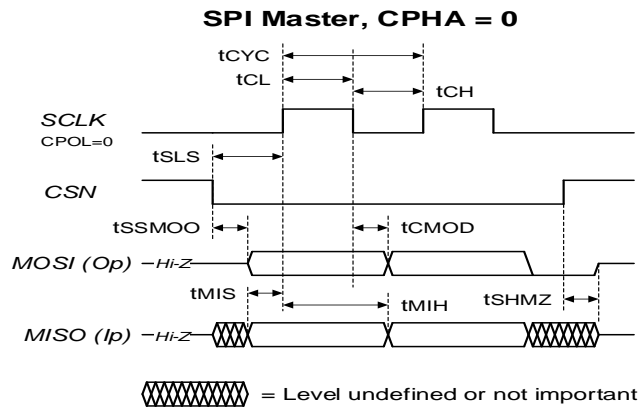 SPI Master, CPHA = 0
tCYC
tCL
tCH
SCLK
CPOL=0
tSLS
CSN
tSSMOO
tCMOD
MOSI (Op)
Hi-Z
tMIS
tMIH
tSHMZ
MISO (Ip)
Hi-Z
= Level undefined or not important